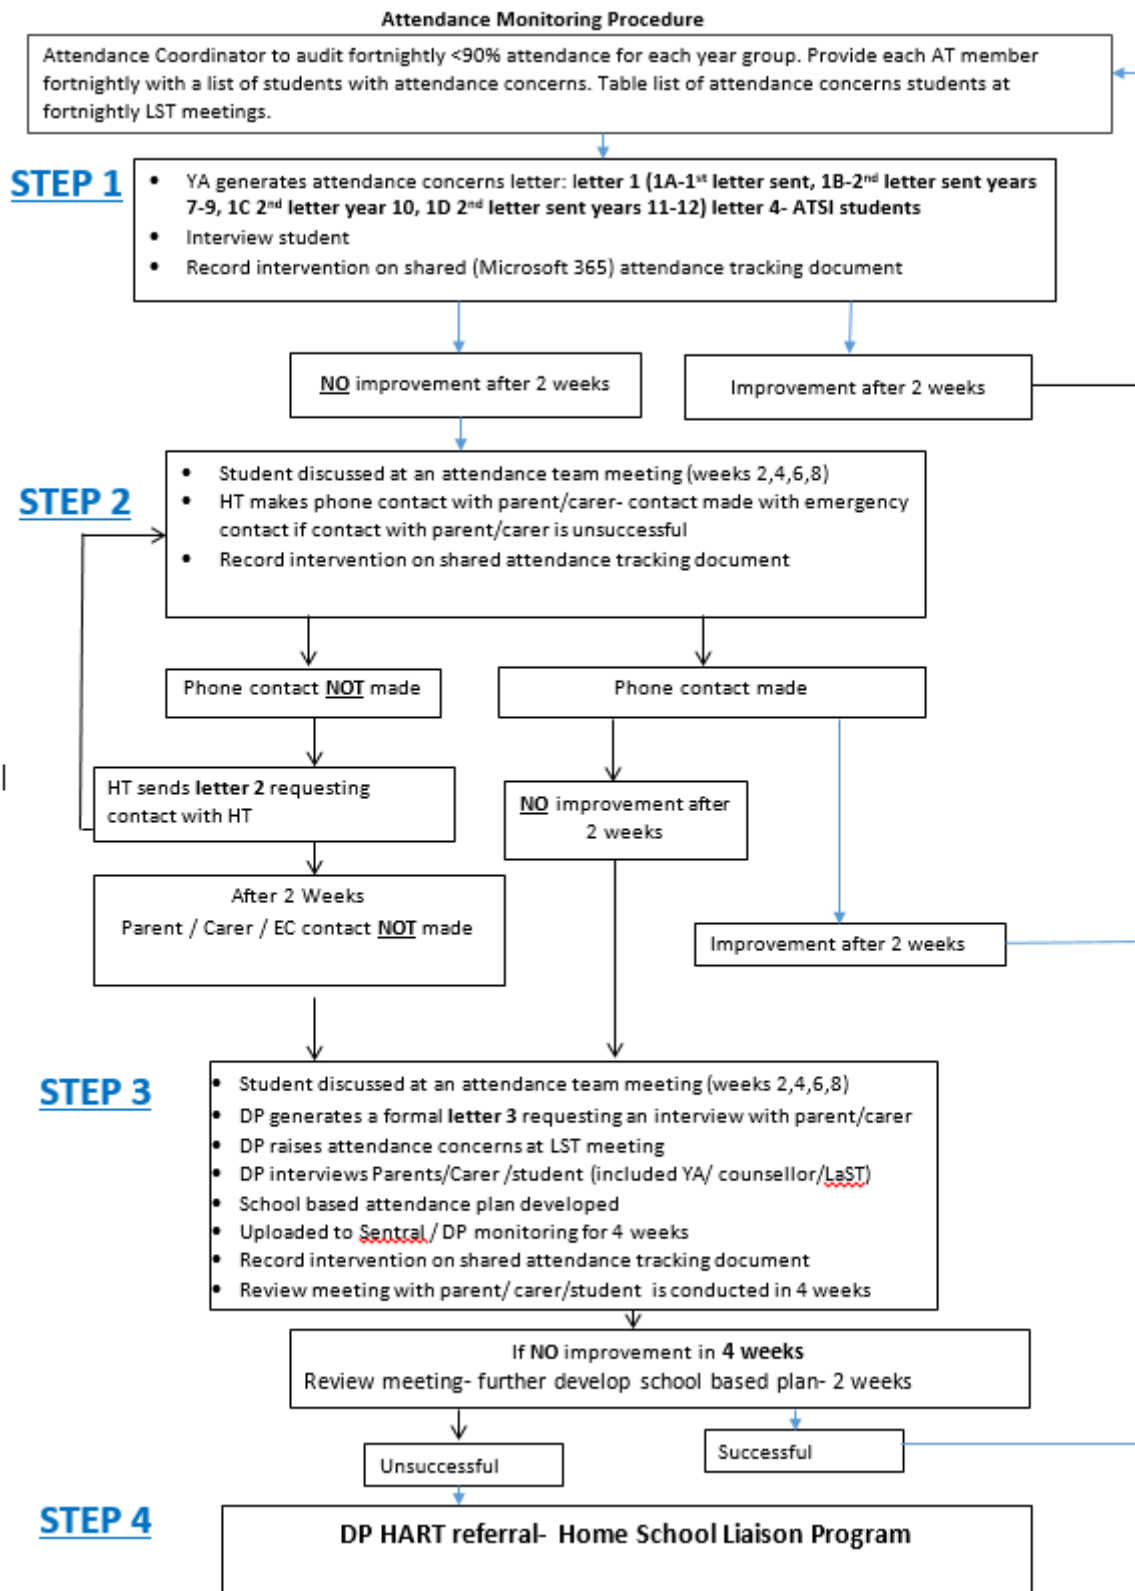 Attendance Monitoring Procedure
Attendance Coordinator to audit fortnightly <90% attendance for each year group. Provide each AT member
fortnightly with a list of students with attendance concerns. Table list of attendance concerns students at
fortnightly LST meetings.
STEP 1
• YA generates attendance concerns letter: letter 1 (1A-1st letter sent, 1B-2nd letter sent years
7-9, 1C 2nd letter year 10, 1D 2nd letter sent years 11-12) letter 4- ATSI students
• Interview student
• Record intervention on shared (Microsoft 365) attendance tracking document
NO improvement after 2 weeks
Improvement after 2 weeks
STEP 2
• Student discussed at an attendance team meeting (weeks 2,4,6,8)
• HT makes phone contact with parent/carer- contact made with emergency
contact if contact with parent/carer is unsuccessful
• Record intervention on shared attendance tracking document
Phone contact NOT made
Phone contact made
HT sends letter 2 requesting
contact with HT
NO improvement after
2 weeks
After 2 Weeks
Parent / Carer / EC contact NOT made
Improvement after 2 weeks
STEP 3
• Student discussed at an attendance team meeting (weeks 2,4,6,8)
• DP generates a formal letter 3 requesting an interview with parent/carer
• DP raises attendance concerns at LST meeting
• DP interviews Parents/Carer /student (included YA/ counsellor/LaST)
• School based attendance plan developed
• Uploaded to Sentral / DP monitoring for 4 weeks
• Record intervention on shared attendance tracking document
• Review meeting with parent/ carer/student is conducted in 4 weeks
If NO improvement in 4 weeks
Review meeting- further develop school based plan- 2 weeks
Unsuccessful
Successful
STEP 4
DP HART referral- Home School Liaison Program